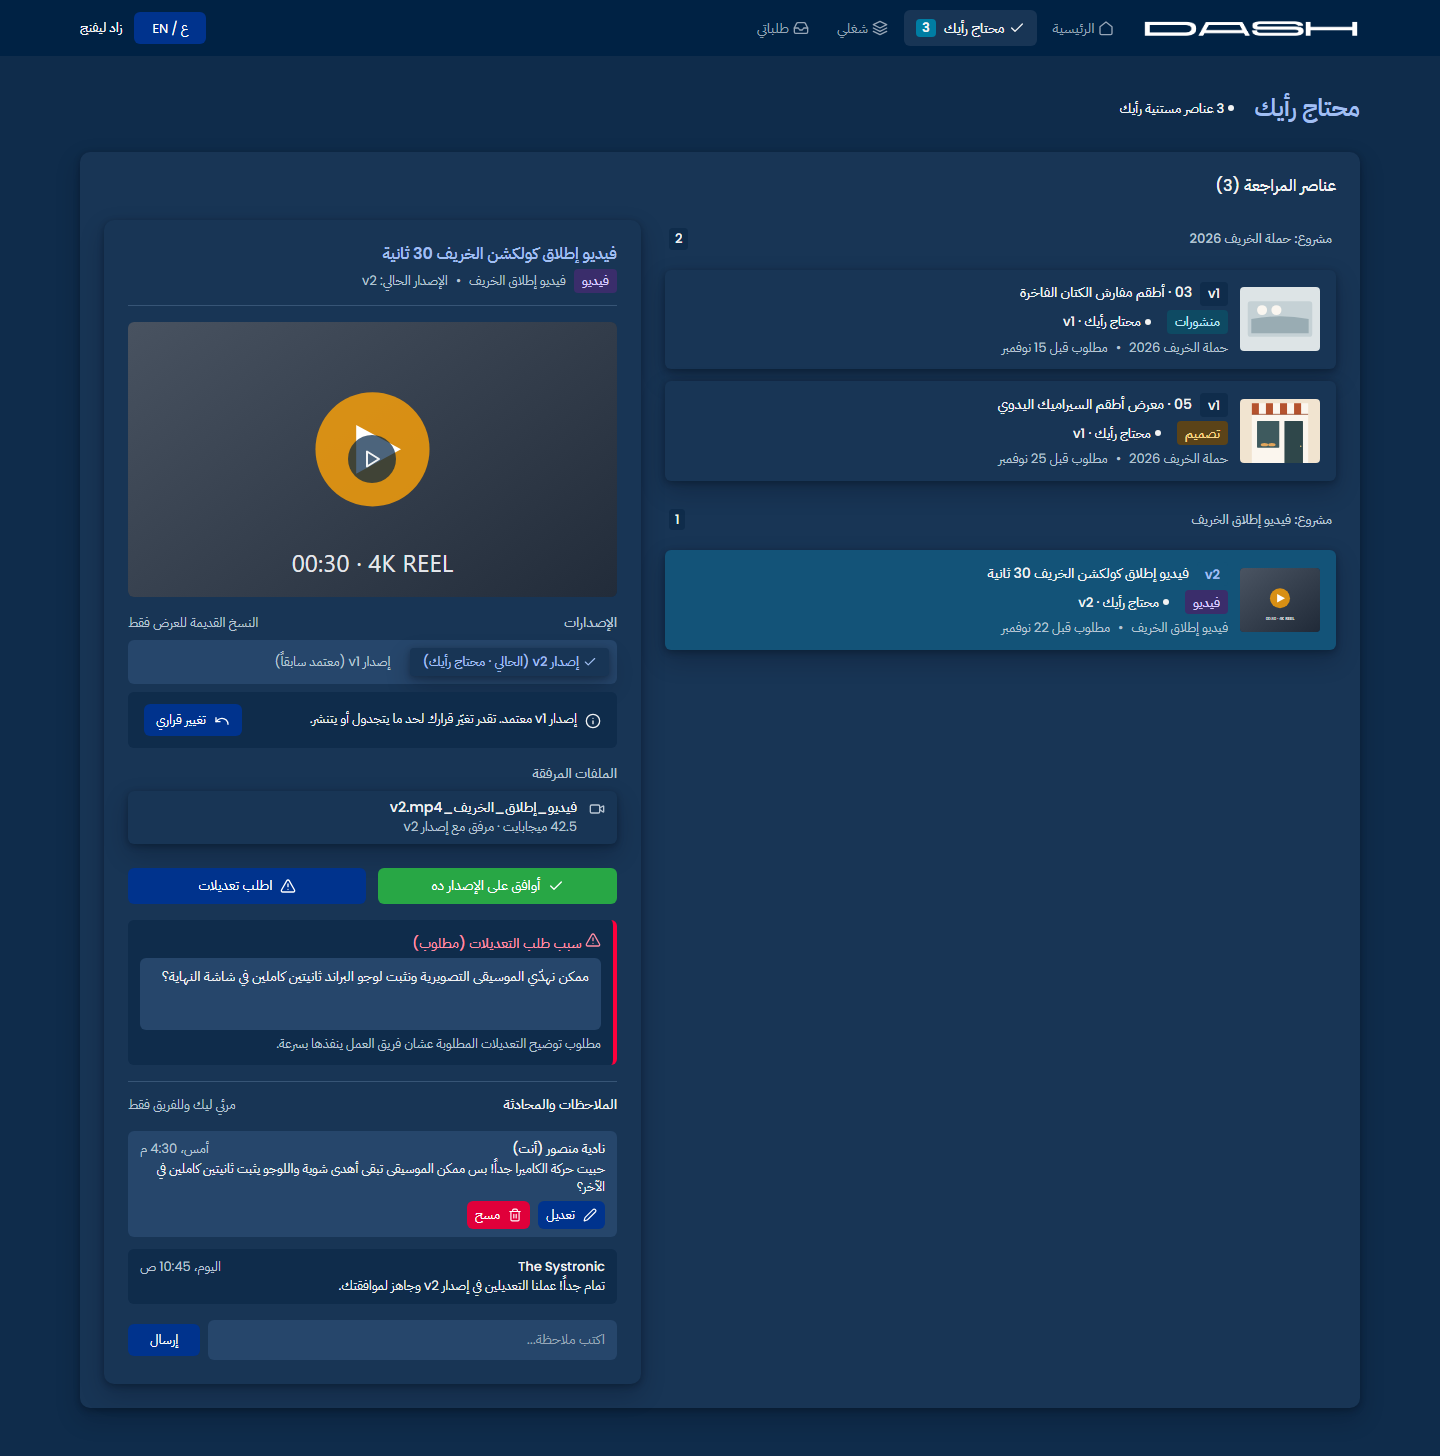 DASH
الرئيسية
محتاج رأيك 3
شغلي
طلباتي
ع / EN
زاد ليفنج
محتاج رأيك
• 3 عناصر مستنية رأيك
عناصر المراجعة (3)
مشروع: حملة الخريف 2026
2
v1 03 · أطقم مفارش الكتان الفاخرة
منشورات • محتاج رأيك · v1
حملة الخريف 2026 • مطلوب قبل 15 نوفمبر
v1 05 · معرض أطقم السيراميك اليدوي
تصميم • محتاج رأيك · v1
حملة الخريف 2026 • مطلوب قبل 25 نوفمبر
مشروع: فيديو إطلاق الخريف
1
00:30 · 4K REEL
v2 فيديو إطلاق كولكشن الخريف 30 ثانية
فيديو • محتاج رأيك · v2
فيديو إطلاق الخريف • مطلوب قبل 22 نوفمبر
فيديو إطلاق كولكشن الخريف 30 ثانية
فيديو فيديو إطلاق الخريف • الإصدار الحالي: v2
00:30 · 4K REEL
الإصدارات
النسخ القديمة للعرض فقط
إصدار v2 (الحالي · محتاج رأيك)
إصدار v1 (معتمد سابقاً)
إصدار v1 معتمد. تقدر تغيّر قرارك لحد ما يتجدول أو يتنشر.
تغيير قراري
الملفات المرفقة
فيديو_إطلاق_الخريف_v2.mp4
42.5 ميجابايت · مرفق مع إصدار v2
أوافق على الإصدار ده
اطلب تعديلات
سبب طلب التعديلات (مطلوب)
ممكن نهدّي الموسيقى التصويرية ونثبت لوجو البراند ثانيتين كاملين في شاشة النهاية؟
مطلوب توضيح التعديلات المطلوبة عشان فريق العمل ينفذها بسرعة.
الملاحظات والمحادثة
مرئي ليك وللفريق فقط
نادية منصور (أنت)
أمس، 4:30 م
حبيت حركة الكاميرا جداً! بس ممكن الموسيقى تبقى أهدى شوية واللوجو يثبت ثانيتين كاملين في
الآخر؟
تعديل
مسح
The Systronic
اليوم، 10:45 ص
تمام جداً! عملنا التعديلين في إصدار v2 وجاهز لموافقتك.
اكتب ملاحظة...
إرسال